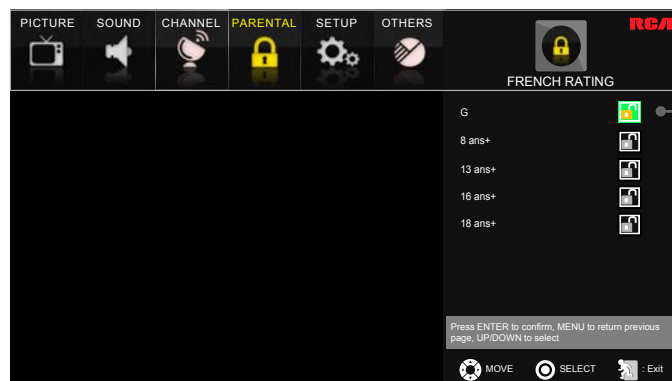 PICTURE SOUND CHANNEL PARENTAL SETUP OTHERS
RCA
FRENCH RATING
G
8 ans+
13 ans+
16 ans+
18 ans+
Press ENTER to confirm, MENU to return previous
page, UP/DOWN to select
MOVE SELECT : Exit